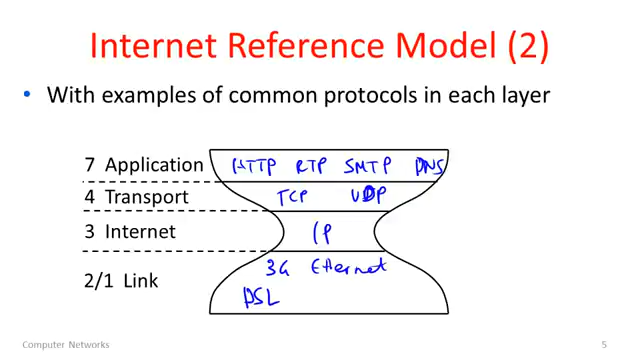 Internet Reference Model (2)
• With examples of common protocols in each layer
7 Application HTTP RTP SMTP DNS
4 Transport TCP UDP
3 Internet IP
3G Ethernet
2/1 Link
DSL
Computer Networks 5